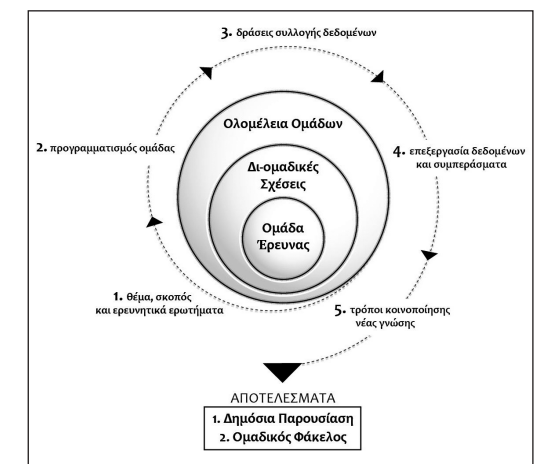 3. δράσεις συλλογής δεδομένων
Ολομέλεια Ομάδων
2. προγραμματισμός ομάδας
4. επεξεργασία δεδομένων
και συμπεράσματα
Δι-ομαδικές
Σχέσεις
Ομάδα
Έρευνας
1. θέμα, σκοπός
και ερευνητικά ερωτήματα
5. τρόποι κοινοποίησης
νέας γνώσης
ΑΠΟΤΕΛΕΣΜΑΤΑ
1. Δημόσια Παρουσίαση
2. Ομαδικός Φάκελος